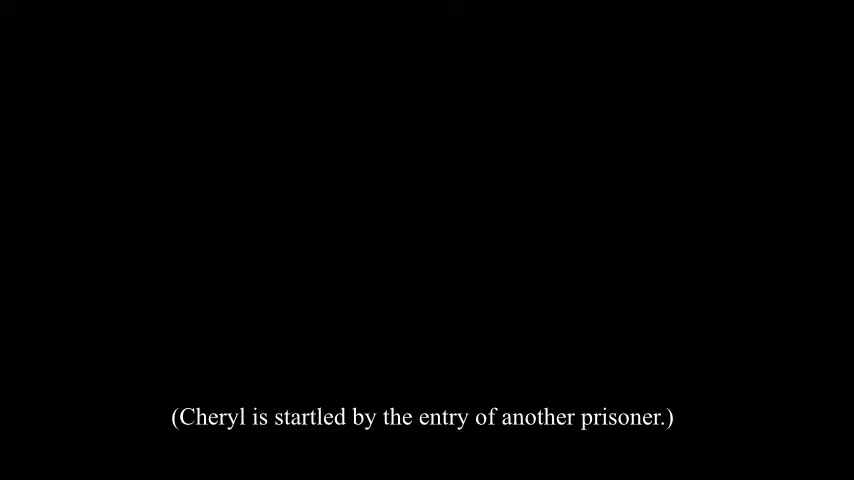 (Cheryl is startled by the entry of another prisoner.)